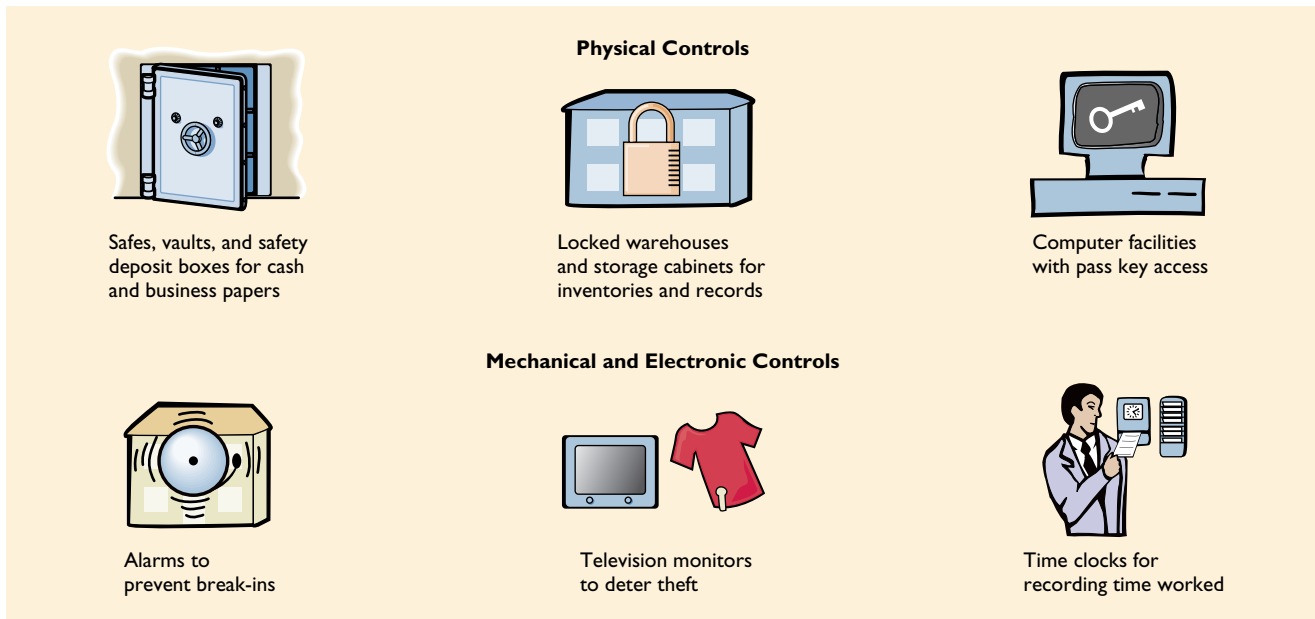 Physical Controls
Safes, vaults, and safety
deposit boxes for cash
and business papers
Locked warehouses
and storage cabinets for
inventories and records
Computer facilities
with pass key access
Mechanical and Electronic Controls
Alarms to
prevent break-ins
Television monitors
to deter theft
Time clocks for
recording time worked